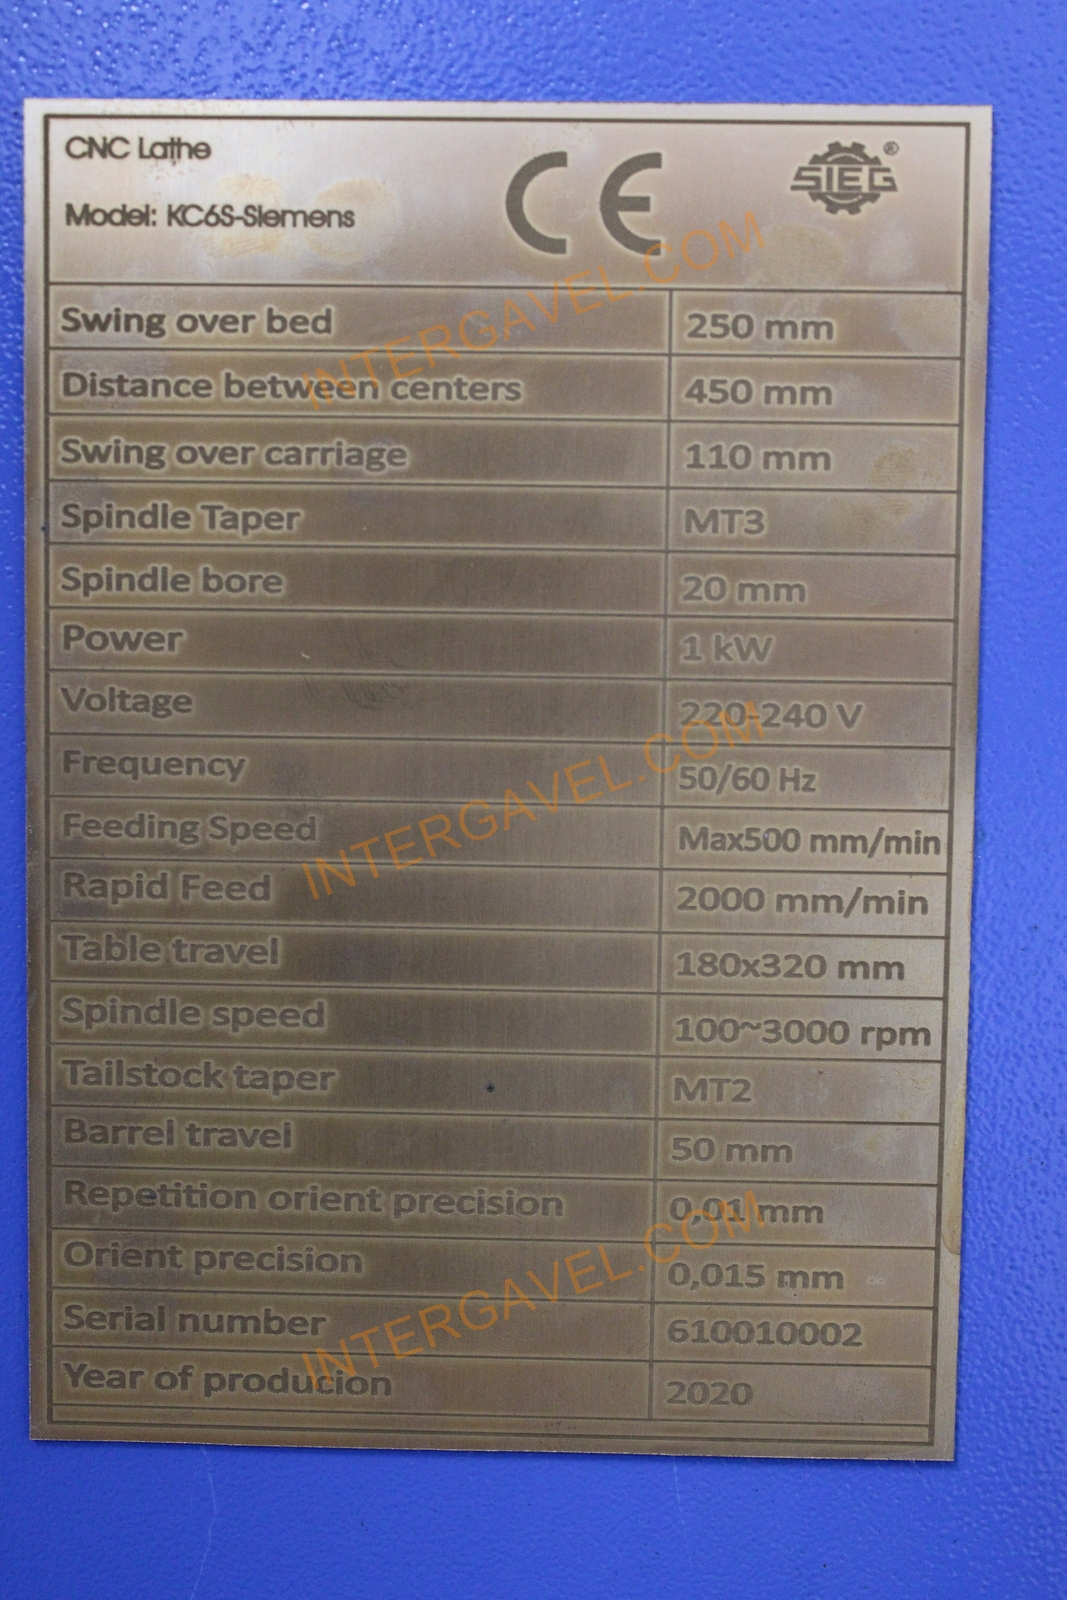 CNC Lathe
Model: KC6S-Siemens
CE
SIEG®
Swing over bed 250 mm
Distance between centers 450 mm
Swing over carriage 110 mm
Spindle Taper MT3
Spindle bore 20 mm
Power 1 kW
Voltage 220-240 V
Frequency 50/60 Hz
Feeding Speed Max500 mm/min
Rapid Feed 2000 mm/min
Table travel 180x320 mm
Spindle speed 100~3000 rpm
Tailstock taper MT2
Barrel travel 50 mm
Repetition orient precision 0,01 mm
Orient precision 0,015 mm
Serial number 610010002
Year of producion 2020
INTERGAVEL.COM
INTERGAVEL.COM
INTERGAVEL.COM